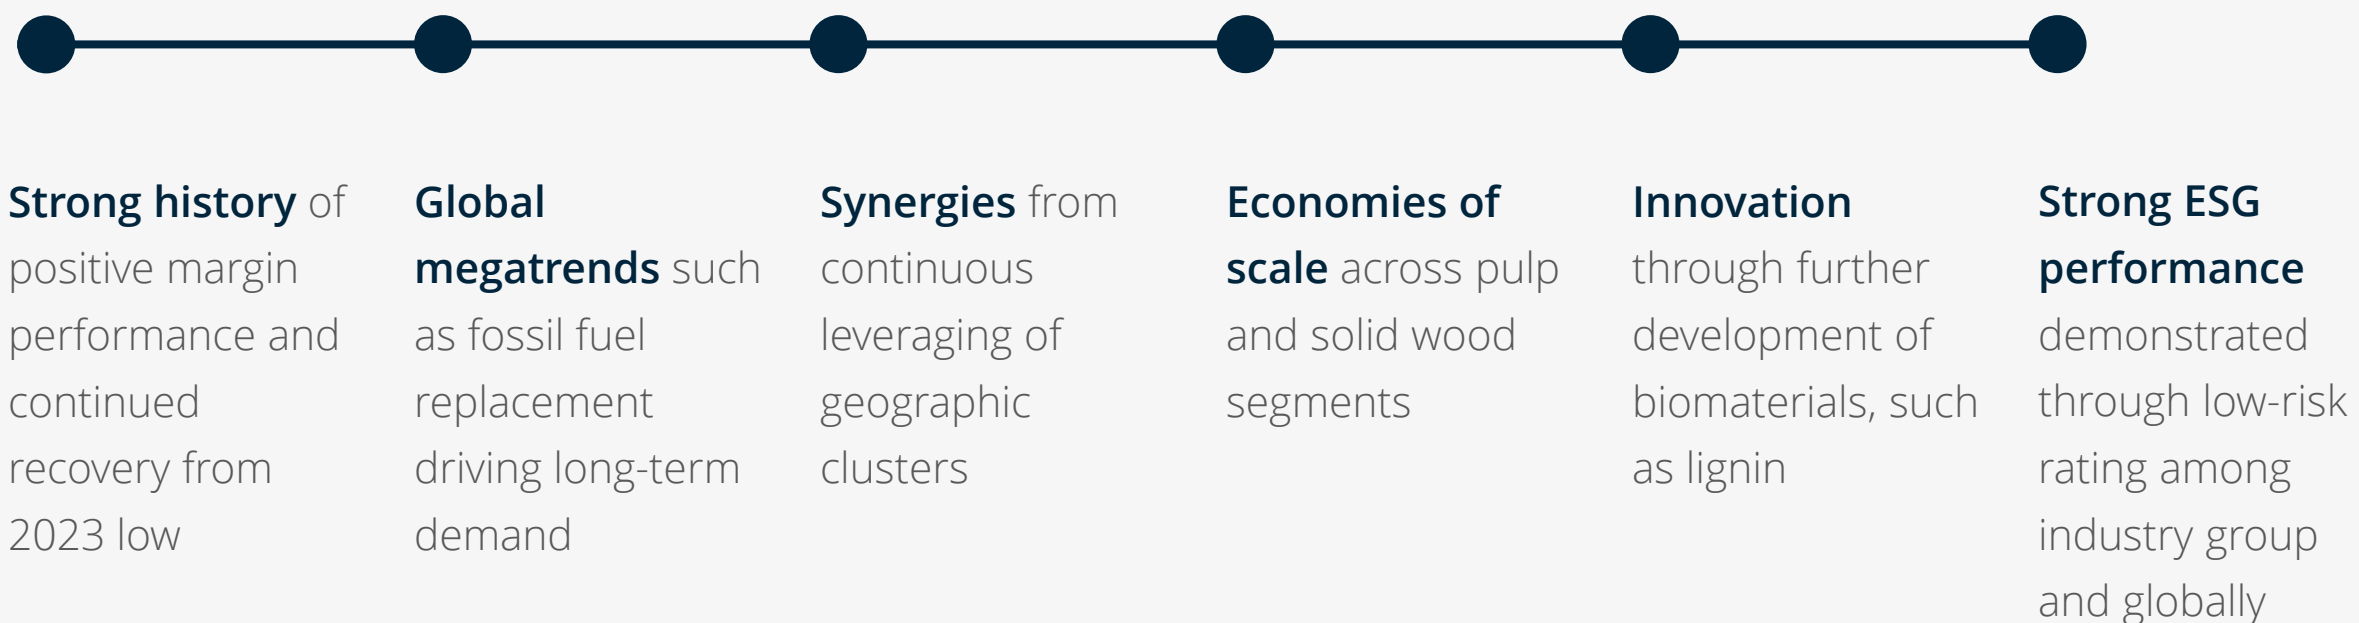 Strong history of
positive margin
performance and
continued
recovery from
2023 low
Global
megatrends such
as fossil fuel
replacement
driving long-term
demand
Synergies from
continuous
leveraging of
geographic
clusters
Economies of
scale across pulp
and solid wood
segments
Innovation
through further
development of
biomaterials, such
as lignin
Strong ESG
performance
demonstrated
through low-risk
rating among
industry group
and globally